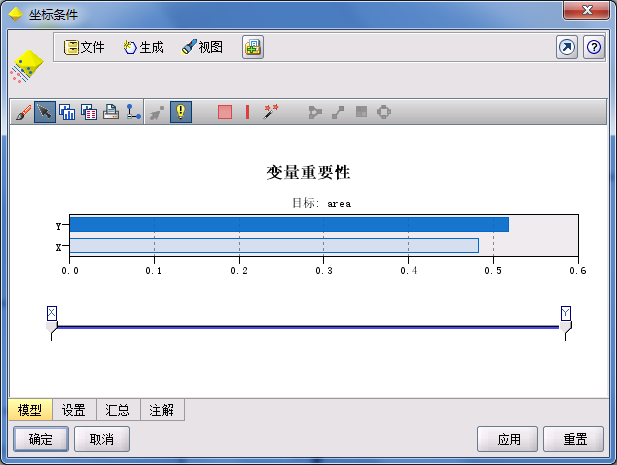 坐标条件
文件 生成 视图
变量重要性
目标: area
Y
X
0.0 0.1 0.2 0.3 0.4 0.5 0.6
X Y
模型 设置 汇总 注解
确定 取消 应用 重置